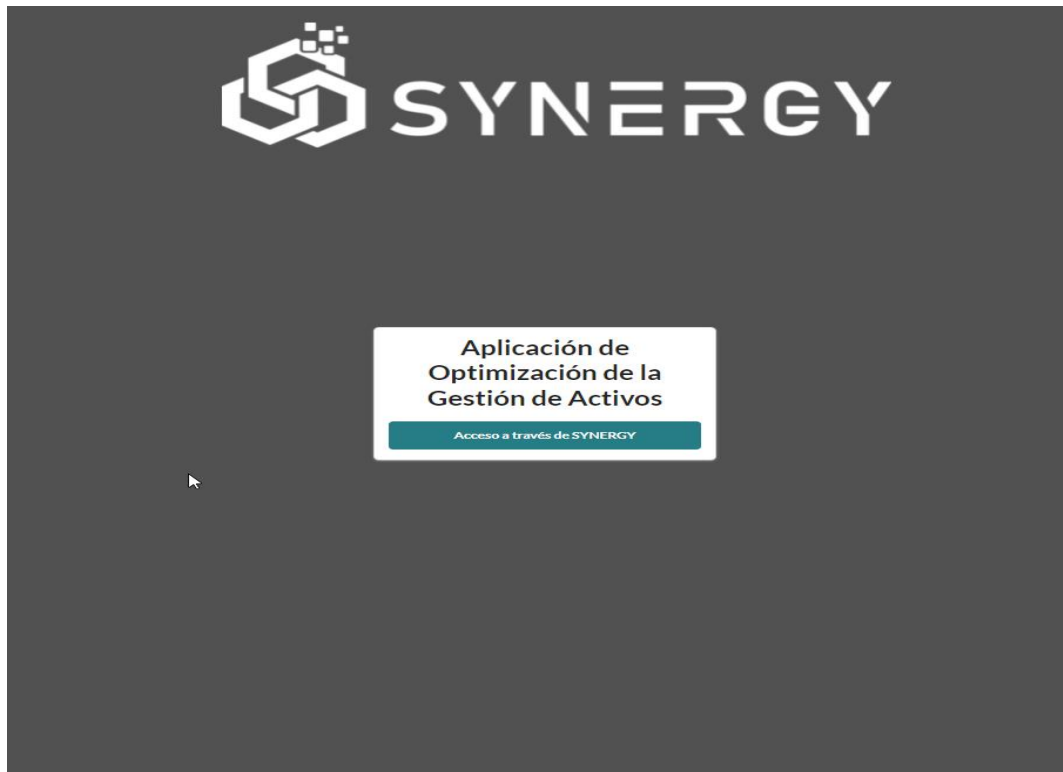 SYNERGY
Aplicación de
Optimización de la
Gestión de Activos
Acceso a través de SYNERGY